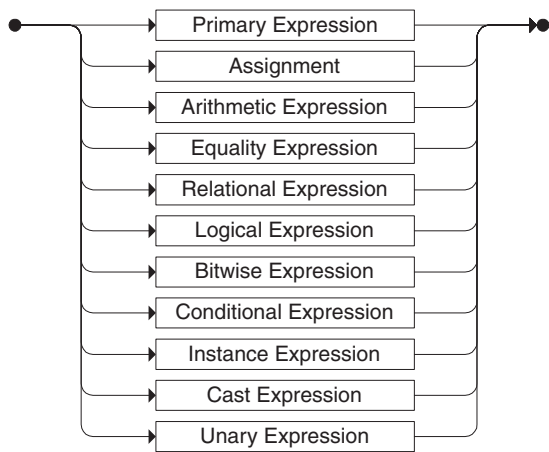 Primary Expression
Assignment
Arithmetic Expression
Equality Expression
Relational Expression
Logical Expression
Bitwise Expression
Conditional Expression
Instance Expression
Cast Expression
Unary Expression